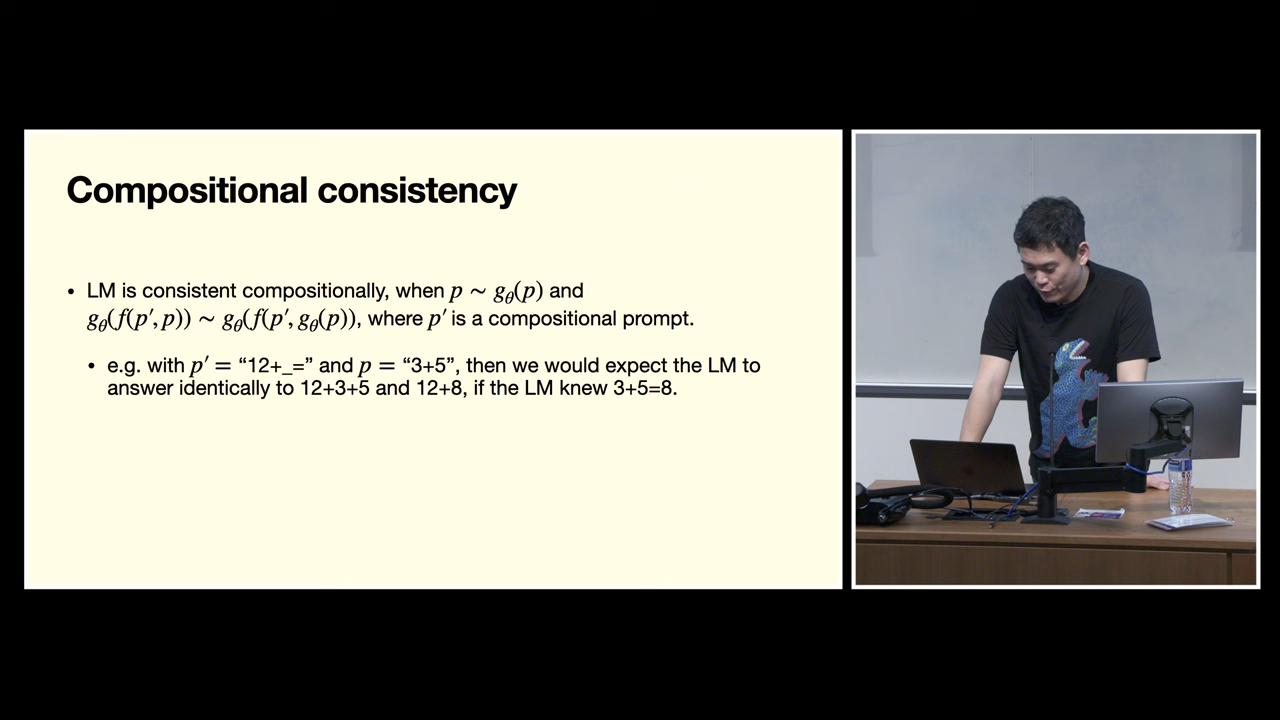 Compositional consistency
• LM is consistent compositionally, when p ∼ gθ(p) and
gθ(f(p′, p)) ∼ gθ(f(p′, gθ(p)), where p′ is a compositional prompt.
• e.g. with p′ = “12+_=” and p = “3+5”, then we would expect the LM to
answer identically to 12+3+5 and 12+8, if the LM knew 3+5=8.